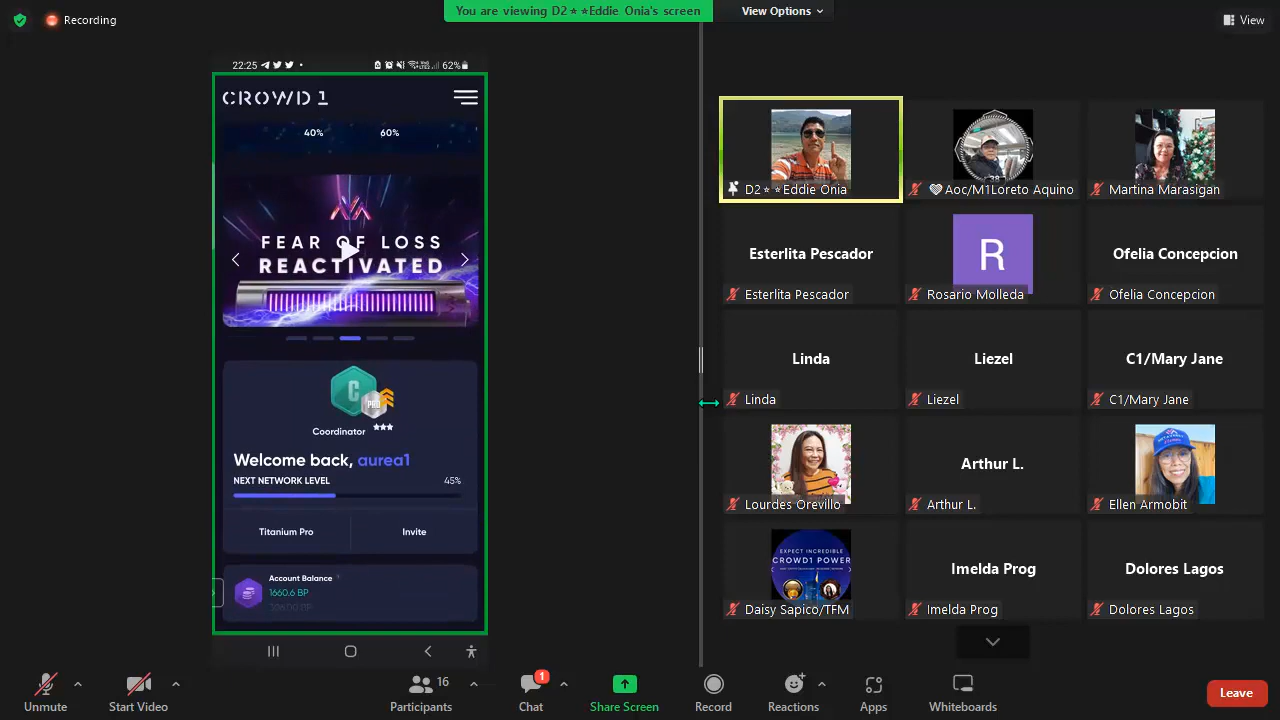 Recording
You are viewing D2⭑⭑Eddie Onia's screen
View Options
View
22:25
62%
CROWD 1
40% 60%
FEAR OF LOSS
REACTIVATED
C
PRO
Coordinator
Welcome back, aurea1
NEXT NETWORK LEVEL 45%
Titanium Pro Invite
Account Balance
1660.6 BP
D2⭑⭑Eddie Onia
Aoc/M1Loreto Aquino
Martina Marasigan
Esterlita Pescador
Esterlita Pescador
R
Rosario Molleda
Ofelia Concepcion
Ofelia Concepcion
Linda
Linda
Liezel
Liezel
C1/Mary Jane
C1/Mary Jane
Lourdes Orevillo
Arthur L.
Arthur L.
Ellen Armobit
EXPECT INCREDIBLE
CROWD1 POWER
Daisy Sapico/TFM
Imelda Prog
Imelda Prog
Dolores Lagos
Dolores Lagos
Unmute
Start Video
16
Participants
1
Chat
Share Screen
Record
Reactions
Apps
Whiteboards
Leave